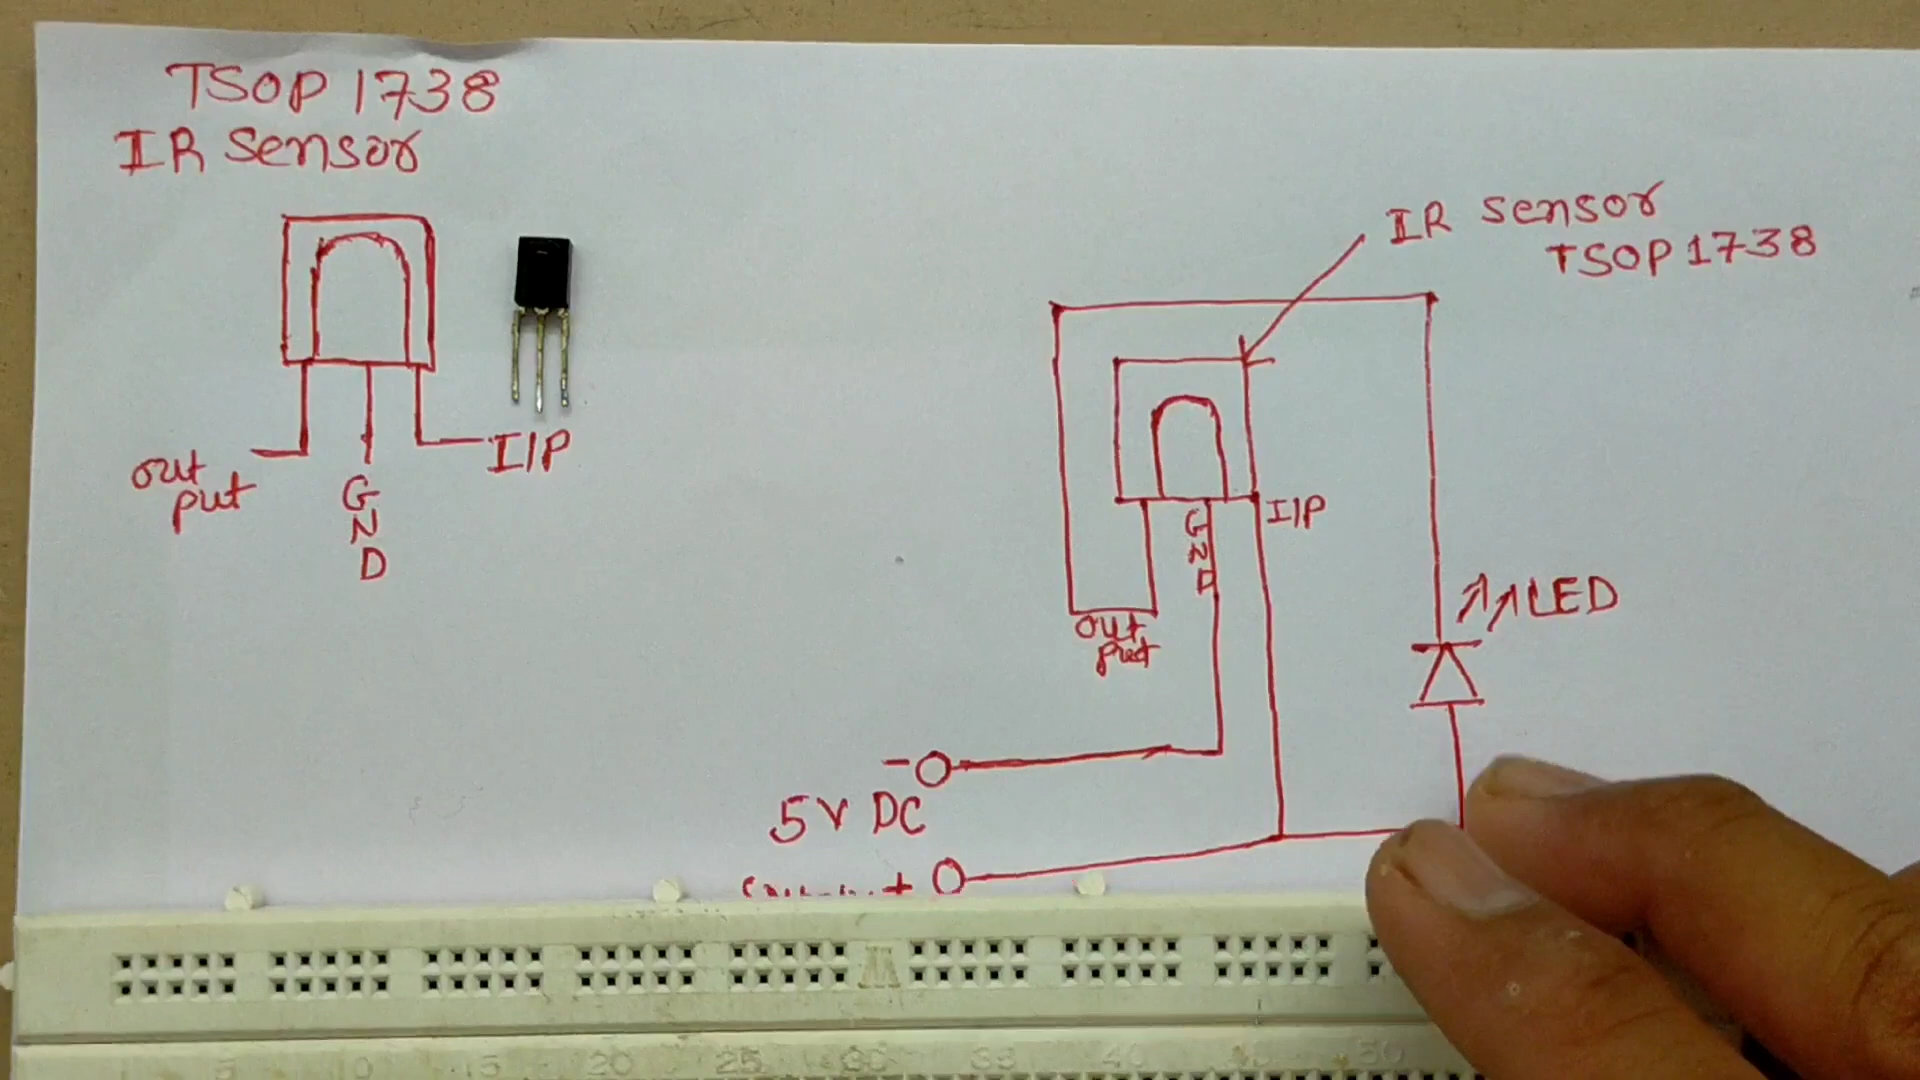 TSOP 1738
IR sensor
out
put
G
N
D
I/P
IR sensor
TSOP 1738
I/P
G
N
D
out
put
LED
-
5V DC
+
5 10 15 20 25 30 35 40 50